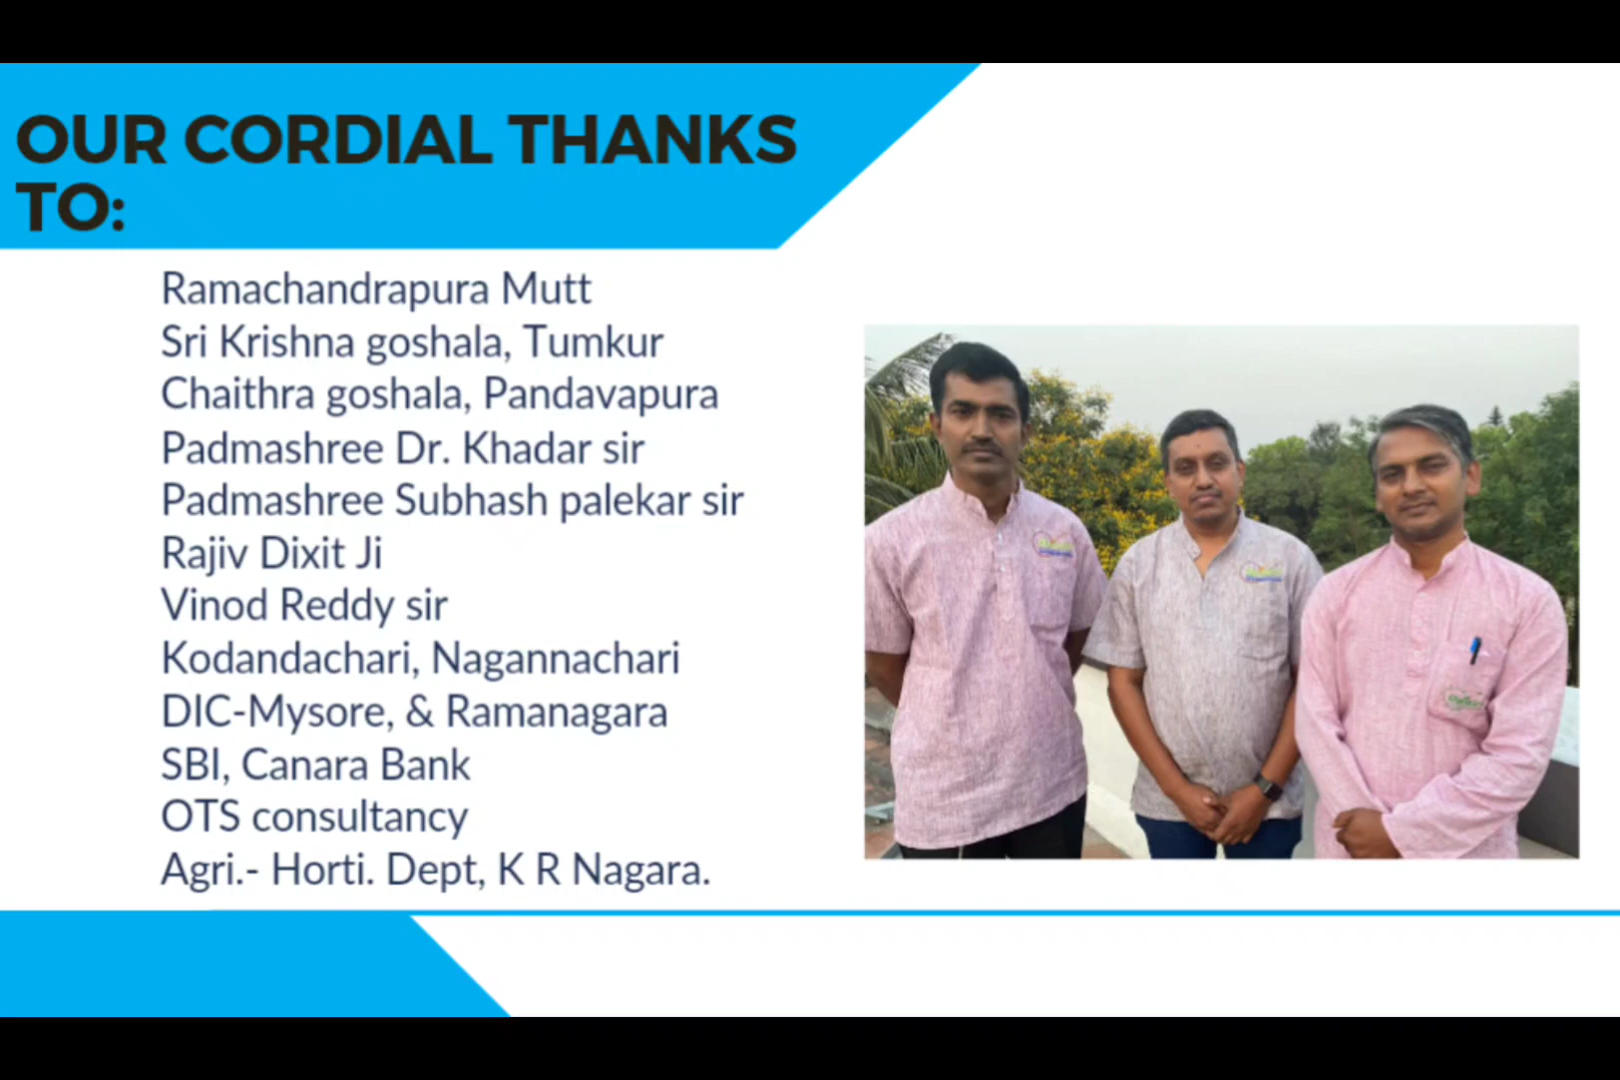 OUR CORDIAL THANKS
TO:
Ramachandrapura Mutt
Sri Krishna goshala, Tumkur
Chaithra goshala, Pandavapura
Padmashree Dr. Khadar sir
Padmashree Subhash palekar sir
Rajiv Dixit Ji
Vinod Reddy sir
Kodandachari, Nagannachari
DIC-Mysore, & Ramanagara
SBI, Canara Bank
OTS consultancy
Agri.- Horti. Dept, K R Nagara.